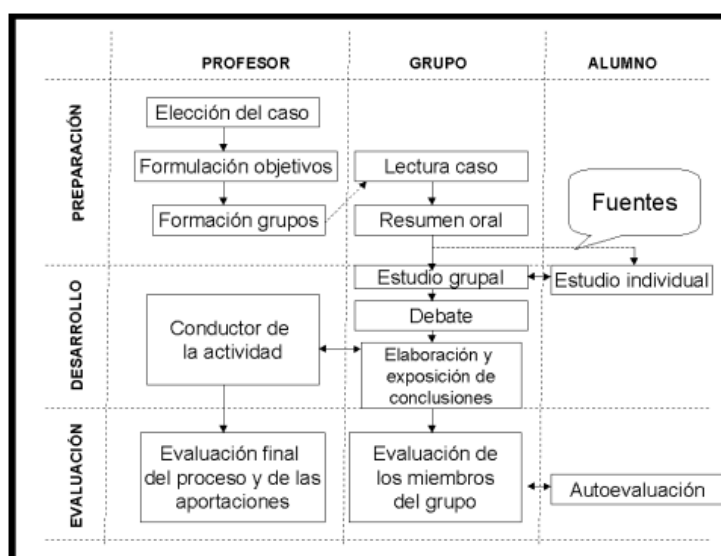 PROFESOR
GRUPO
ALUMNO
PREPARACIÓN
Elección del caso
Formulación objetivos
Formación grupos
Lectura caso
Resumen oral
Fuentes
DESARROLLO
Estudio grupal
Estudio individual
Debate
Conductor de
la actividad
Elaboración y
exposición de
conclusiones
EVALUACIÓN
Evaluación final
del proceso y de las
aportaciones
Evaluación de
los miembros
del grupo
Autoevaluación